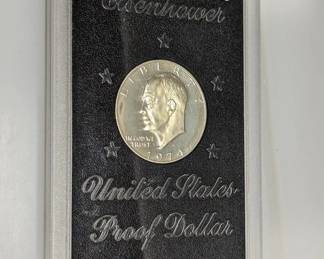 Eisenhower
LIBERTY
IN GOD WE
TRUST
1974
United States
Proof Dollar